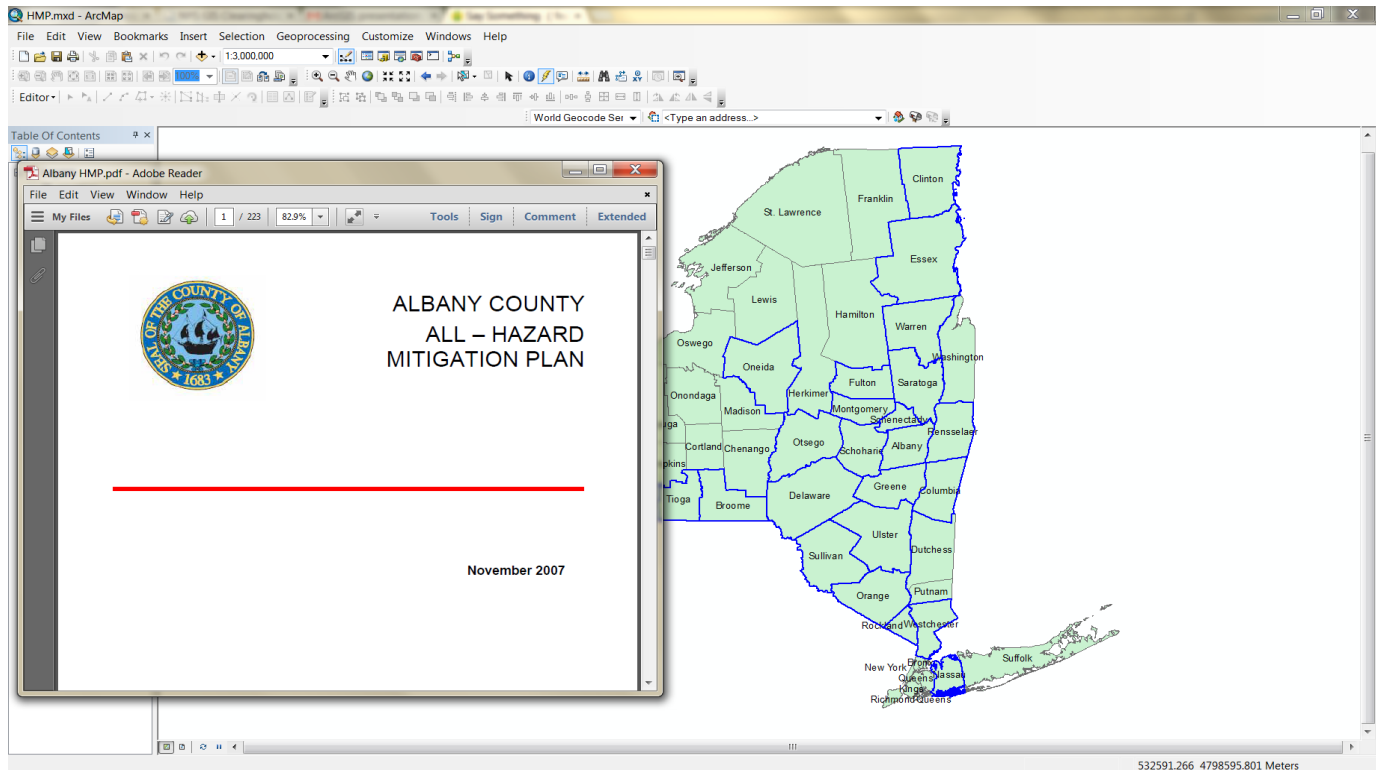 HMP.mxd - ArcMap
File Edit View Bookmarks Insert Selection Geoprocessing Customize Windows Help
1:3,000,000
100%
Editor
World Geocode Ser <Type an address...>
Table Of Contents
Albany HMP.pdf - Adobe Reader
File Edit View Window Help
My Files 1 / 223 82.9% Tools Sign Comment Extended
SEAL OF THE COUNTY OF ALBANY
1683
ALBANY COUNTY
ALL – HAZARD
MITIGATION PLAN
November 2007
Clinton
Franklin
St. Lawrence
Essex
Jefferson
Lewis
Hamilton
Warren
Oswego
Washington
Oneida
Fulton
Saratoga
Herkimer
Onondaga
Madison
Montgomery
Schenectady
uga
Rensselaer
Otsego
Albany
Cortland
Chenango
Schoharie
pkins
Greene
Columbia
Tioga
Delaware
Broome
Ulster
Sullivan
Dutchess
Orange
Putnam
Rockland
Westchester
Suffolk
Bronx
New York
Nassau
Queens
Kings
Richmond
Queens
532591.266 4798595.801 Meters